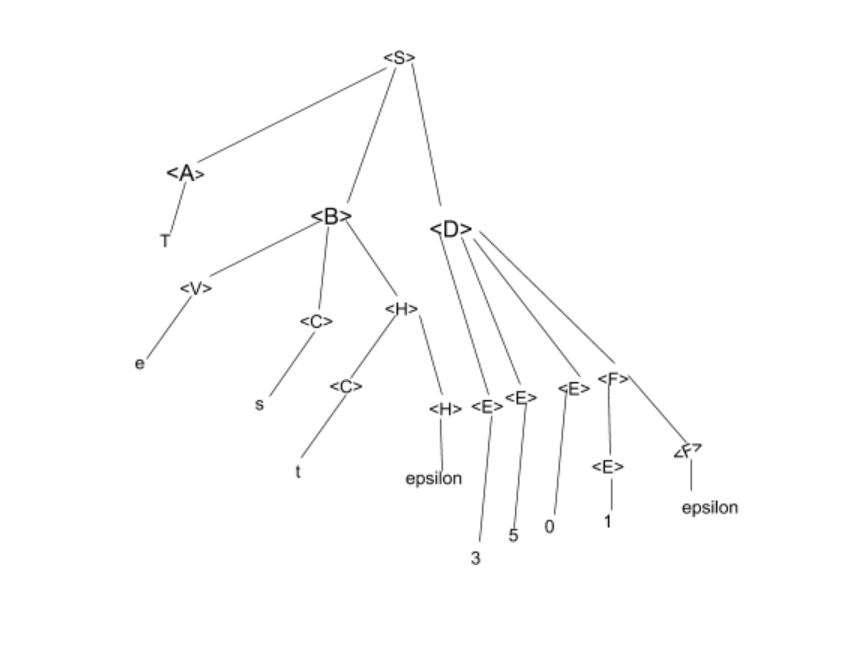 <S>
<A>
T
<B>
<D>
<V>
<C>
<H>
e
s
<C>
<H>
<E>
<E>
<E>
<F>
t
epsilon
<E>
<F>
3
5
0
1
epsilon